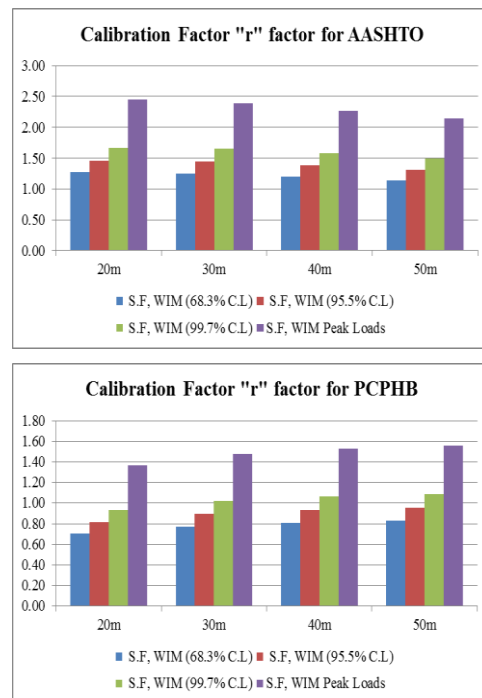 Calibration Factor "r" factor for AASHTO
3.00
2.50
2.00
1.50
1.00
0.50
0.00
20m 30m 40m 50m
S.F, WIM (68.3% C.L) S.F, WIM (95.5% C.L)
S.F, WIM (99.7% C.L) S.F, WIM Peak Loads
Calibration Factor "r" factor for PCPHB
1.80
1.60
1.40
1.20
1.00
0.80
0.60
0.40
0.20
0.00
20m 30m 40m 50m
S.F, WIM (68.3% C.L) S.F, WIM (95.5% C.L)
S.F, WIM (99.7% C.L) S.F, WIM Peak Loads